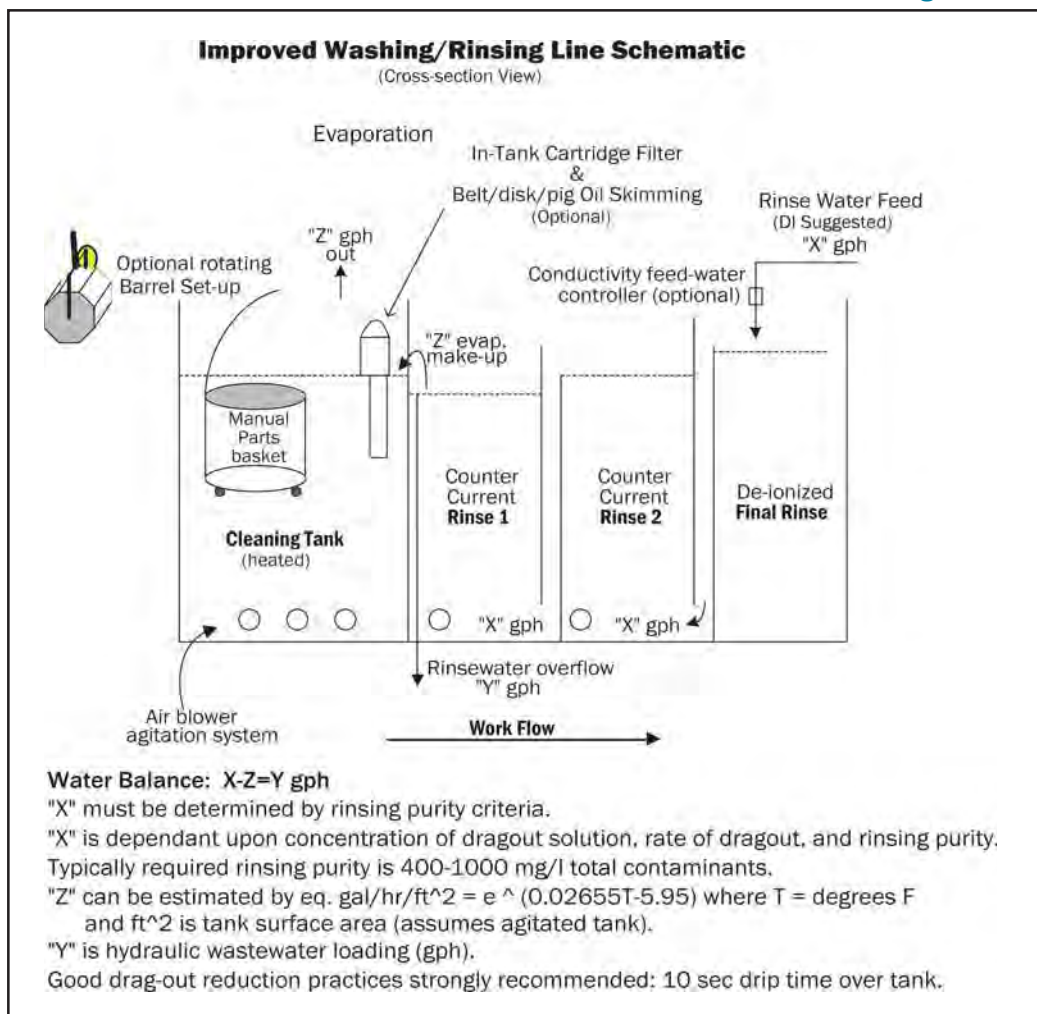 Improved Washing/Rinsing Line Schematic
(Cross-section View)
Evaporation
In-Tank Cartridge Filter
&
Belt/disk/pig Oil Skimming
(Optional)
Rinse Water Feed
(DI Suggested)
"X" gph
"Z" gph
out
Optional rotating
Barrel Set-up
Conductivity feed-water
controller (optional)
"Z" evap.
make-up
Manual
Parts
basket
Counter
Current
Rinse 1
Counter
Current
Rinse 2
De-ionized
Final Rinse
Cleaning Tank
(heated)
"X" gph
"X" gph
Rinsewater overflow
"Y" gph
Air blower
agitation system
Work Flow
Water Balance: X-Z=Y gph
"X" must be determined by rinsing purity criteria.
"X" is dependant upon concentration of dragout solution, rate of dragout, and rinsing purity.
Typically required rinsing purity is 400-1000 mg/l total contaminants.
"Z" can be estimated by eq. gal/hr/ft^2 = e ^ (0.02655T-5.95) where T = degrees F
and ft^2 is tank surface area (assumes agitated tank).
"Y" is hydraulic wastewater loading (gph).
Good drag-out reduction practices strongly recommended: 10 sec drip time over tank.